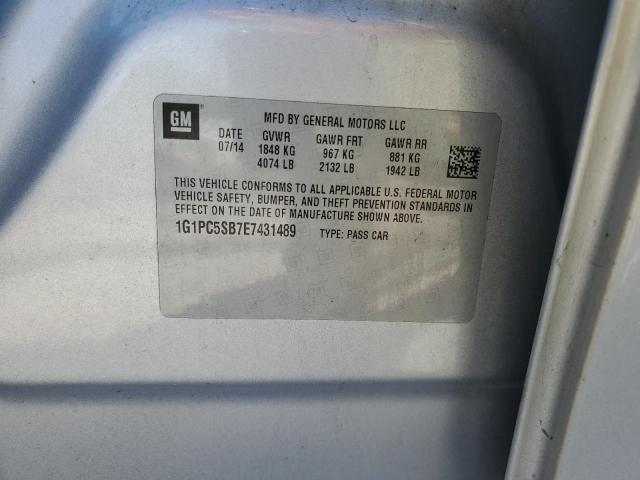 GM
MFD BY GENERAL MOTORS LLC
DATE GVWR GAWR FRT GAWR RR
07/14 1848 KG 967 KG 881 KG
4074 LB 2132 LB 1942 LB
THIS VEHICLE CONFORMS TO ALL APPLICABLE U.S. FEDERAL MOTOR
VEHICLE SAFETY, BUMPER, AND THEFT PREVENTION STANDARDS IN
EFFECT ON THE DATE OF MANUFACTURE SHOWN ABOVE.
1G1PC5SB7E7431489 TYPE: PASS CAR